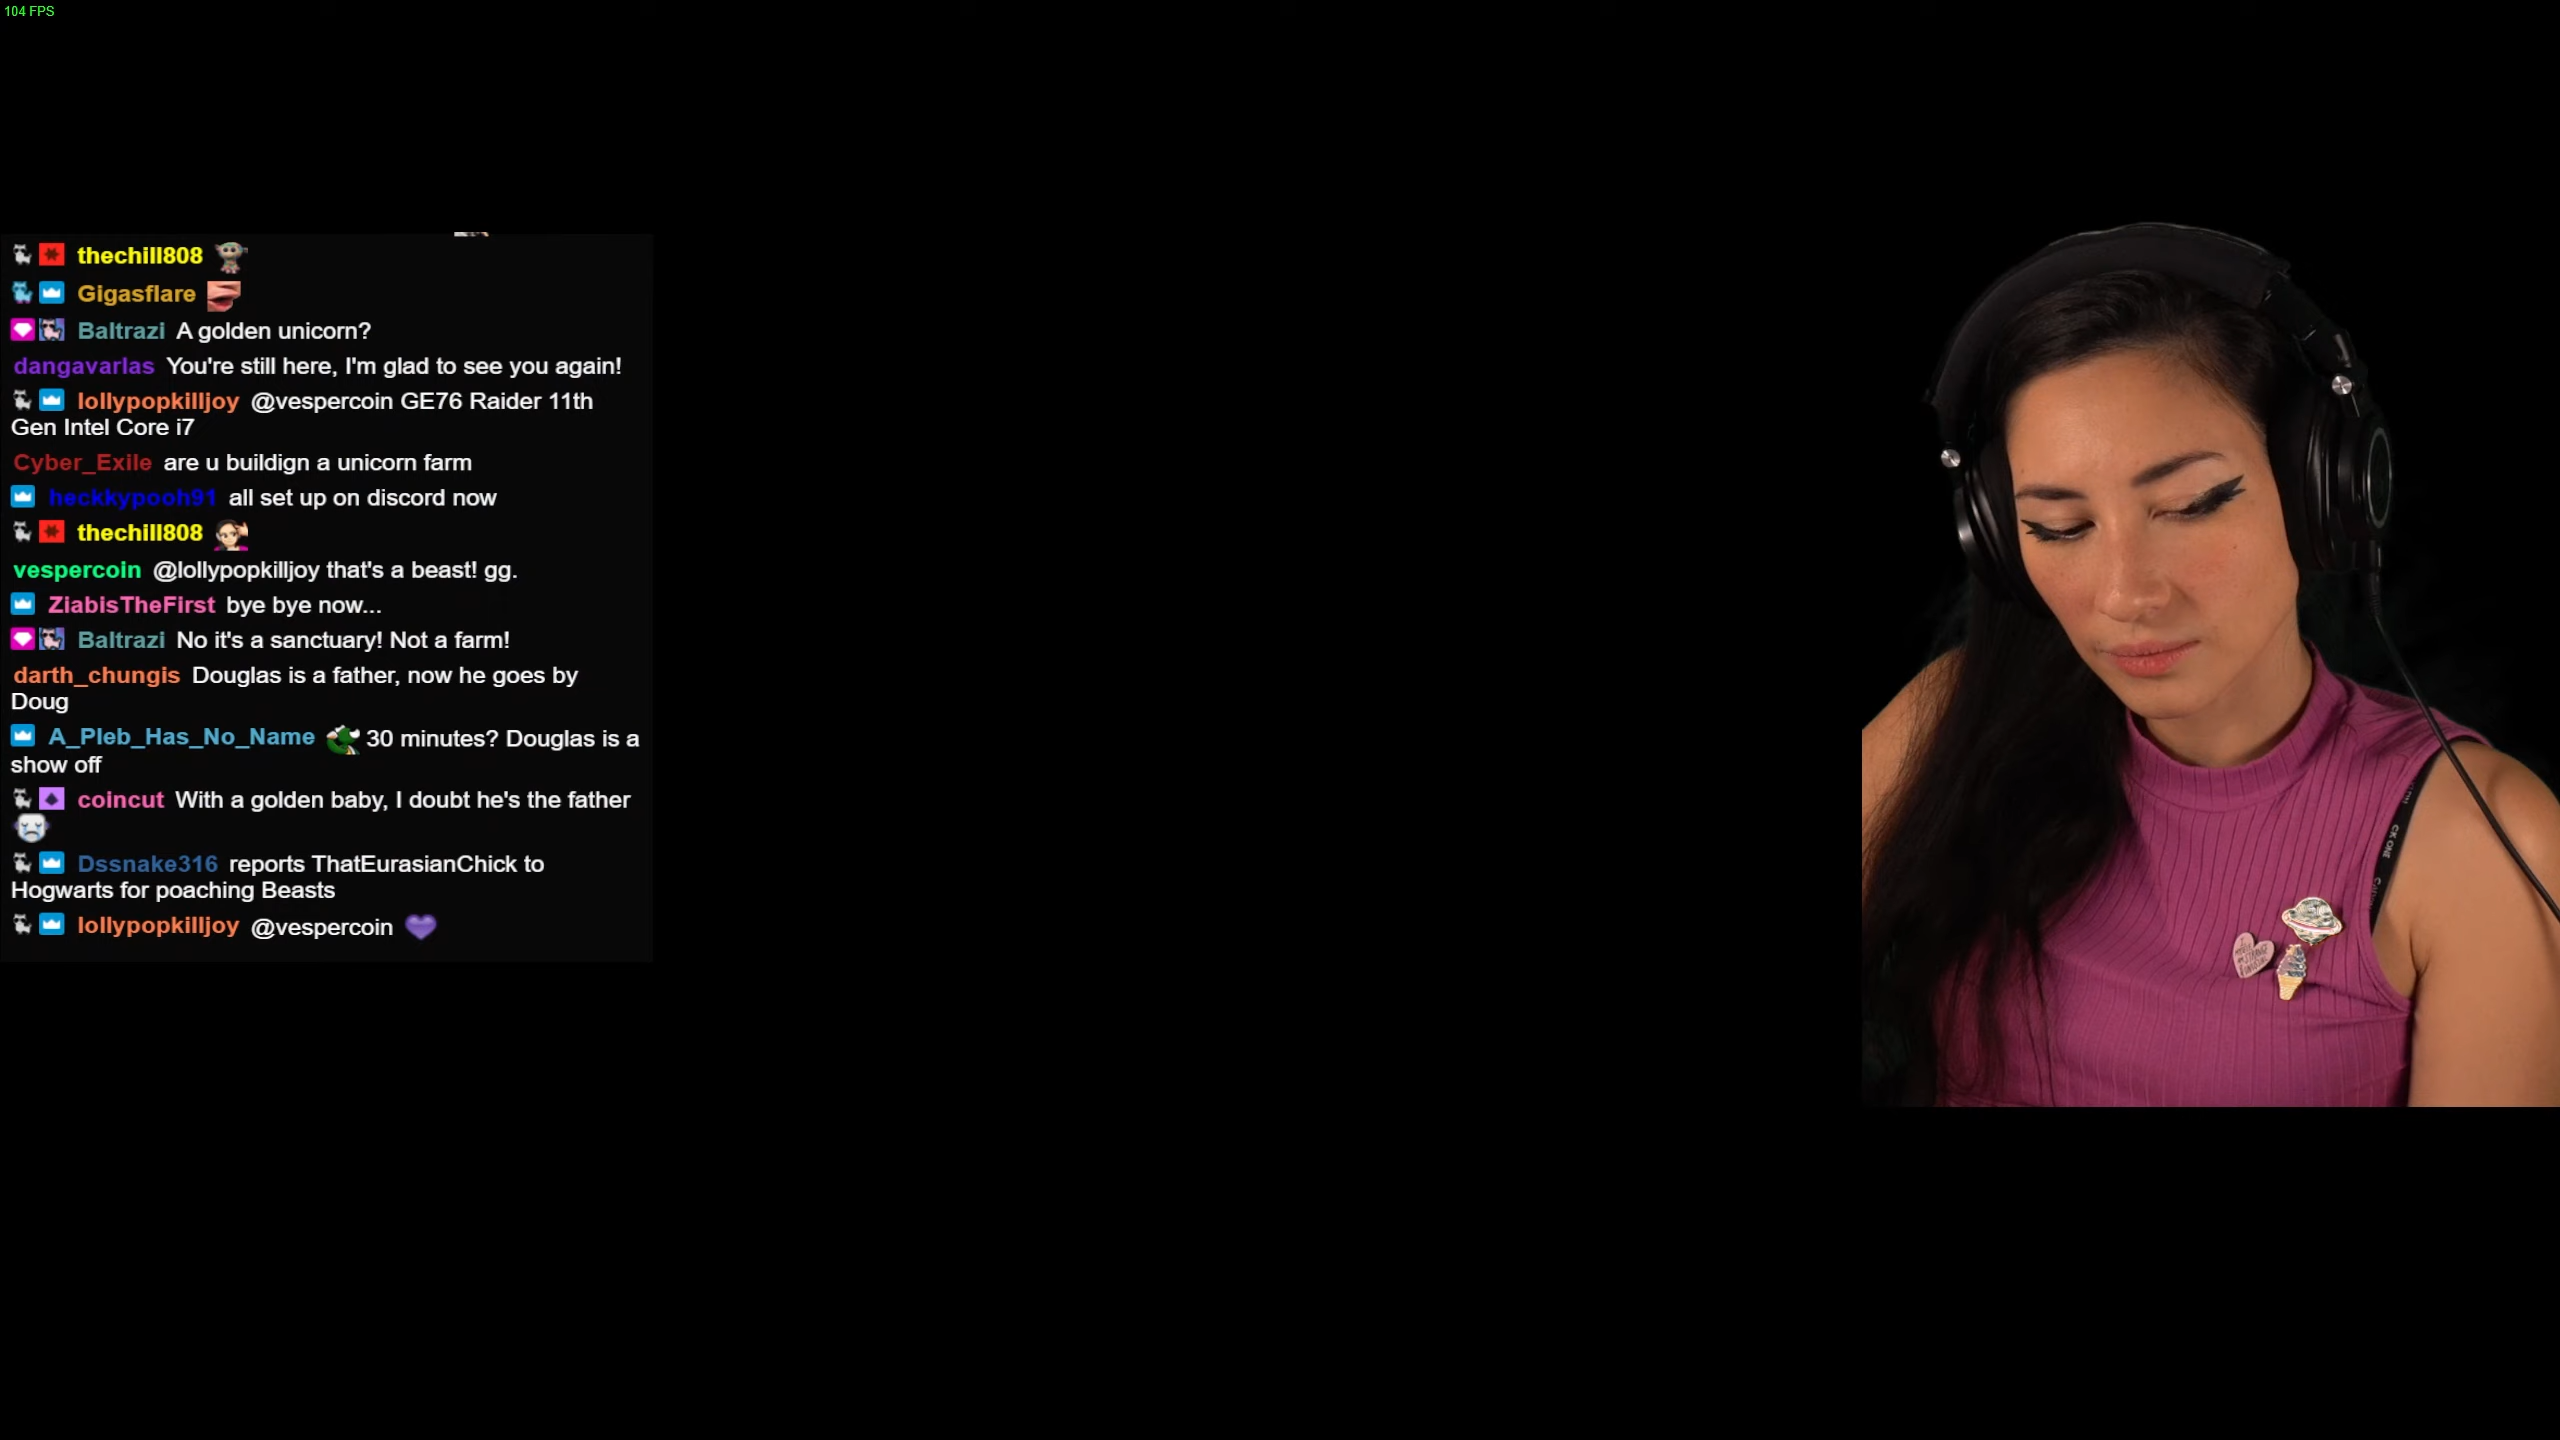 104 FPS
thechill808
Gigasflare
Baltrazi A golden unicorn?
dangavarlas You're still here, I'm glad to see you again!
lollypopkilljoy @vespercoin GE76 Raider 11th
Gen Intel Core i7
Cyber_Exile are u buildign a unicorn farm
heckkypooh91 all set up on discord now
thechill808
vespercoin @lollypopkilljoy that's a beast! gg.
ZiabisTheFirst bye bye now...
Baltrazi No it's a sanctuary! Not a farm!
darth_chungis Douglas is a father, now he goes by
Doug
A_Pleb_Has_No_Name 30 minutes? Douglas is a
show off
coincut With a golden baby, I doubt he's the father
Dssnake316 reports ThatEurasianChick to
Hogwarts for poaching Beasts
lollypopkilljoy @vespercoin
CK ONE